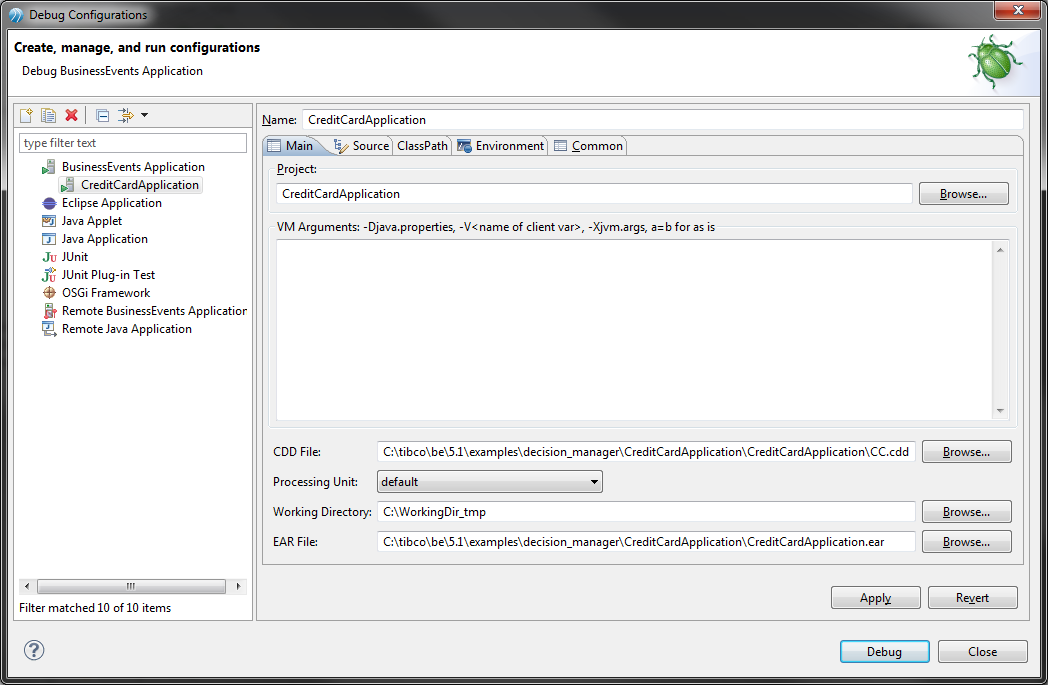 Debug Configurations
Create, manage, and run configurations
Debug BusinessEvents Application
type filter text
BusinessEvents Application
CreditCardApplication
Eclipse Application
Java Applet
Java Application
JUnit
JUnit Plug-in Test
OSGi Framework
Remote BusinessEvents Application
Remote Java Application
Filter matched 10 of 10 items
Name: CreditCardApplication
Main Source ClassPath Environment Common
Project:
CreditCardApplication Browse...
VM Arguments: -Djava.properties, -V<name of client var>, -Xjvm.args, a=b for as is
CDD File: C:\tibco\be\5.1\examples\decision_manager\CreditCardApplication\CreditCardApplication\CC.cdd Browse...
Processing Unit: default
Working Directory: C:\WorkingDir_tmp Browse...
EAR File: C:\tibco\be\5.1\examples\decision_manager\CreditCardApplication\CreditCardApplication.ear Browse...
Apply Revert
Debug Close